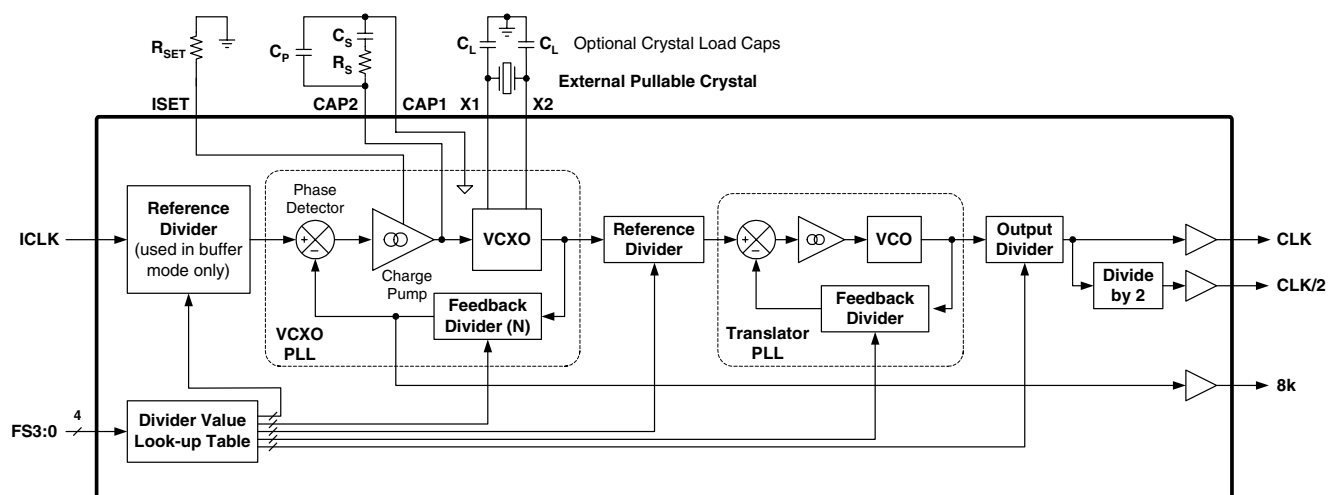 RSET
CP
CS
RS
CL
CL
Optional Crystal Load Caps
External Pullable Crystal
ISET
CAP2
CAP1
X1
X2
ICLK
Reference
Divider
(used in buffer
mode only)
Phase
Detector
+
−
Charge
Pump
VCXO
Feedback
Divider (N)
VCXO
PLL
Reference
Divider
+
−
VCO
Feedback
Divider
Translator
PLL
Output
Divider
Divide
by 2
CLK
CLK/2
8k
FS3:0
4
Divider Value
Look-up Table